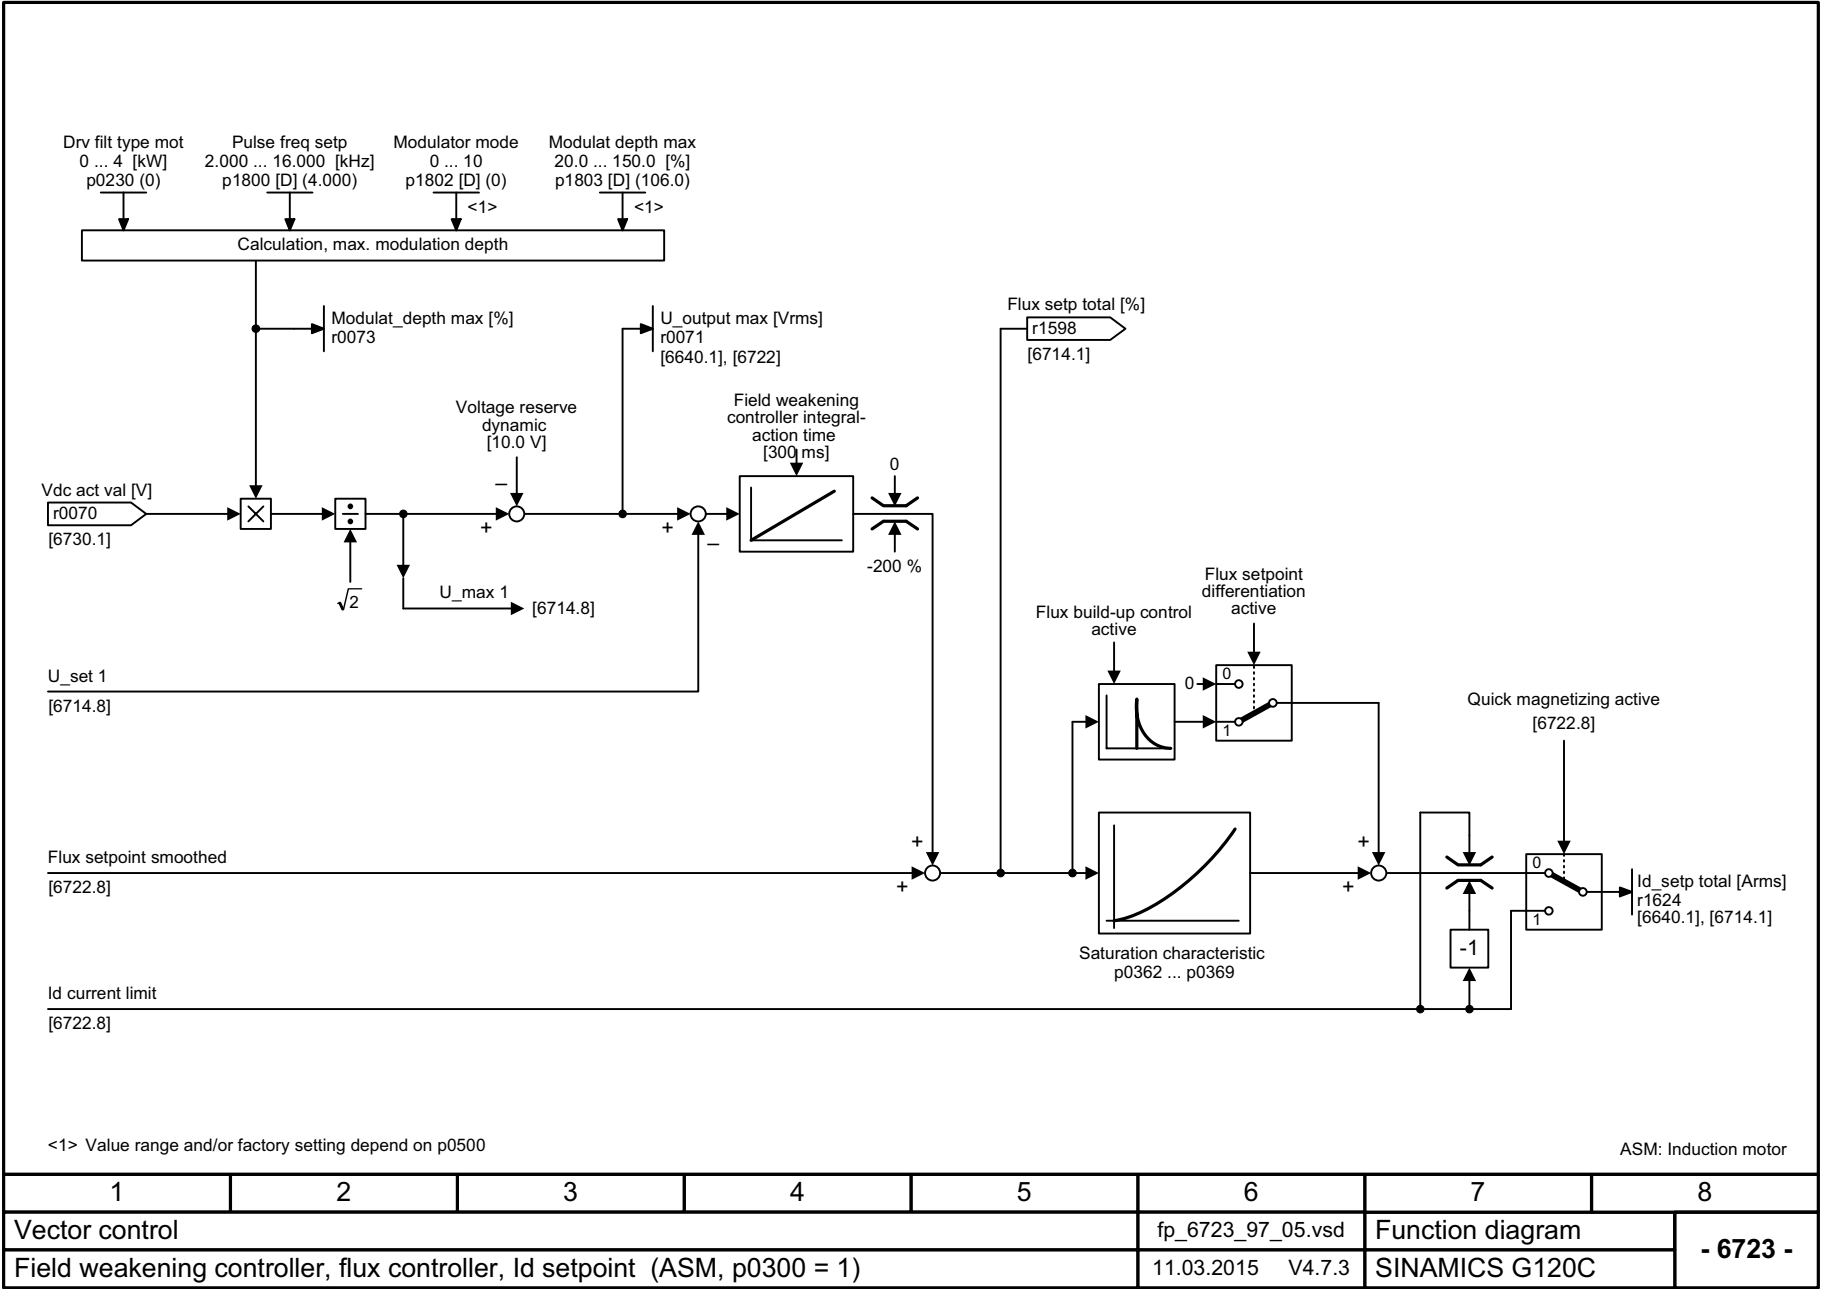 Drv filt type mot
0 ... 4 [kW]
p0230 (0)
Pulse freq setp
2.000 ... 16.000 [kHz]
p1800 [D] (4.000)
Modulator mode
0 ... 10
p1802 [D] (0)
<1>
Modulat depth max
20.0 ... 150.0 [%]
p1803 [D] (106.0)
<1>
Calculation, max. modulation depth
Modulat_depth max [%]
r0073
U_output max [Vrms]
r0071
[6640.1], [6722]
Flux setp total [%]
r1598
[6714.1]
Voltage reserve
dynamic
[10.0 V]
Field weakening
controller integral-
action time
[300 ms]
0
-200 %
Vdc act val [V]
r0070
[6730.1]
×
÷
√2
+
–
+
–
U_max 1
[6714.8]
U_set 1
[6714.8]
Flux build-up control
active
Flux setpoint
differentiation
active
0
0
1
Quick magnetizing active
[6722.8]
Flux setpoint smoothed
[6722.8]
+
+
+
+
Saturation characteristic
p0362 ... p0369
-1
0
1
Id_setp total [Arms]
r1624
[6640.1], [6714.1]
Id current limit
[6722.8]
<1> Value range and/or factory setting depend on p0500
ASM: Induction motor
1 2 3 4 5 6 7 8
Vector control
fp_6723_97_05.vsd
Function diagram
- 6723 -
Field weakening controller, flux controller, Id setpoint (ASM, p0300 = 1)
11.03.2015 V4.7.3
SINAMICS G120C